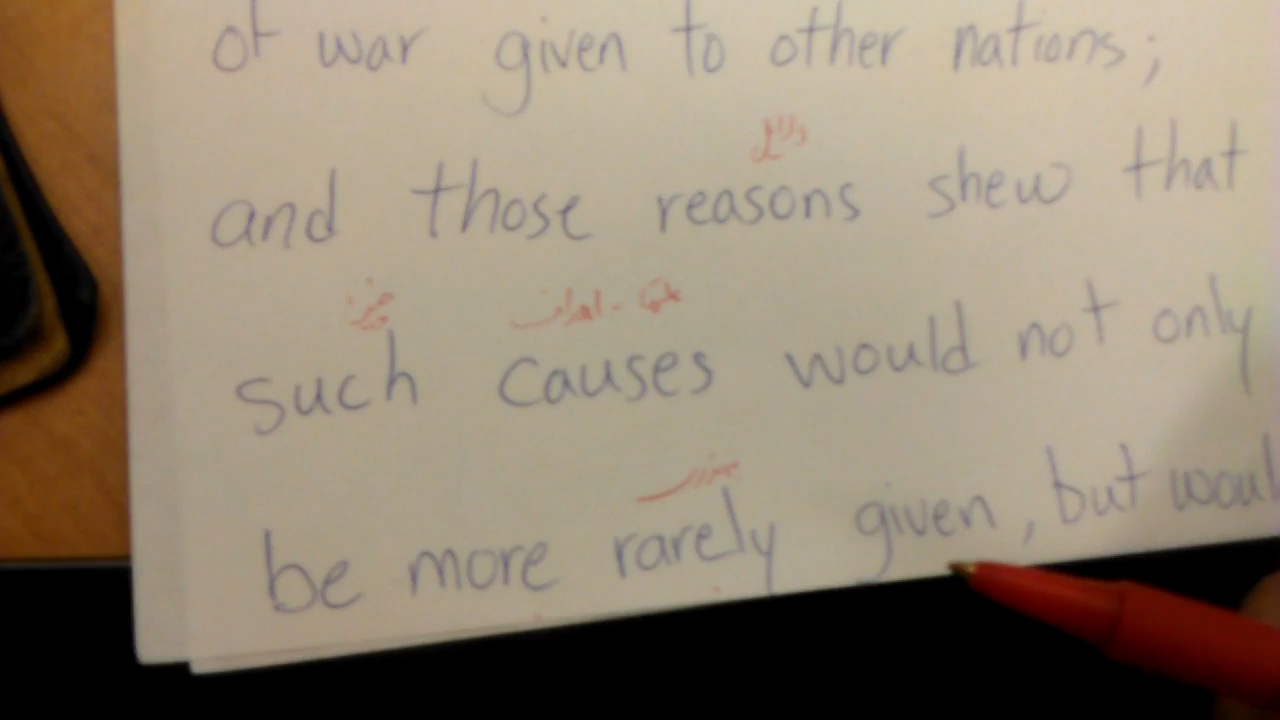 of war given to other nations;
دلایل
and those reasons shew that
such causes would not only
be more rarely given, but woul